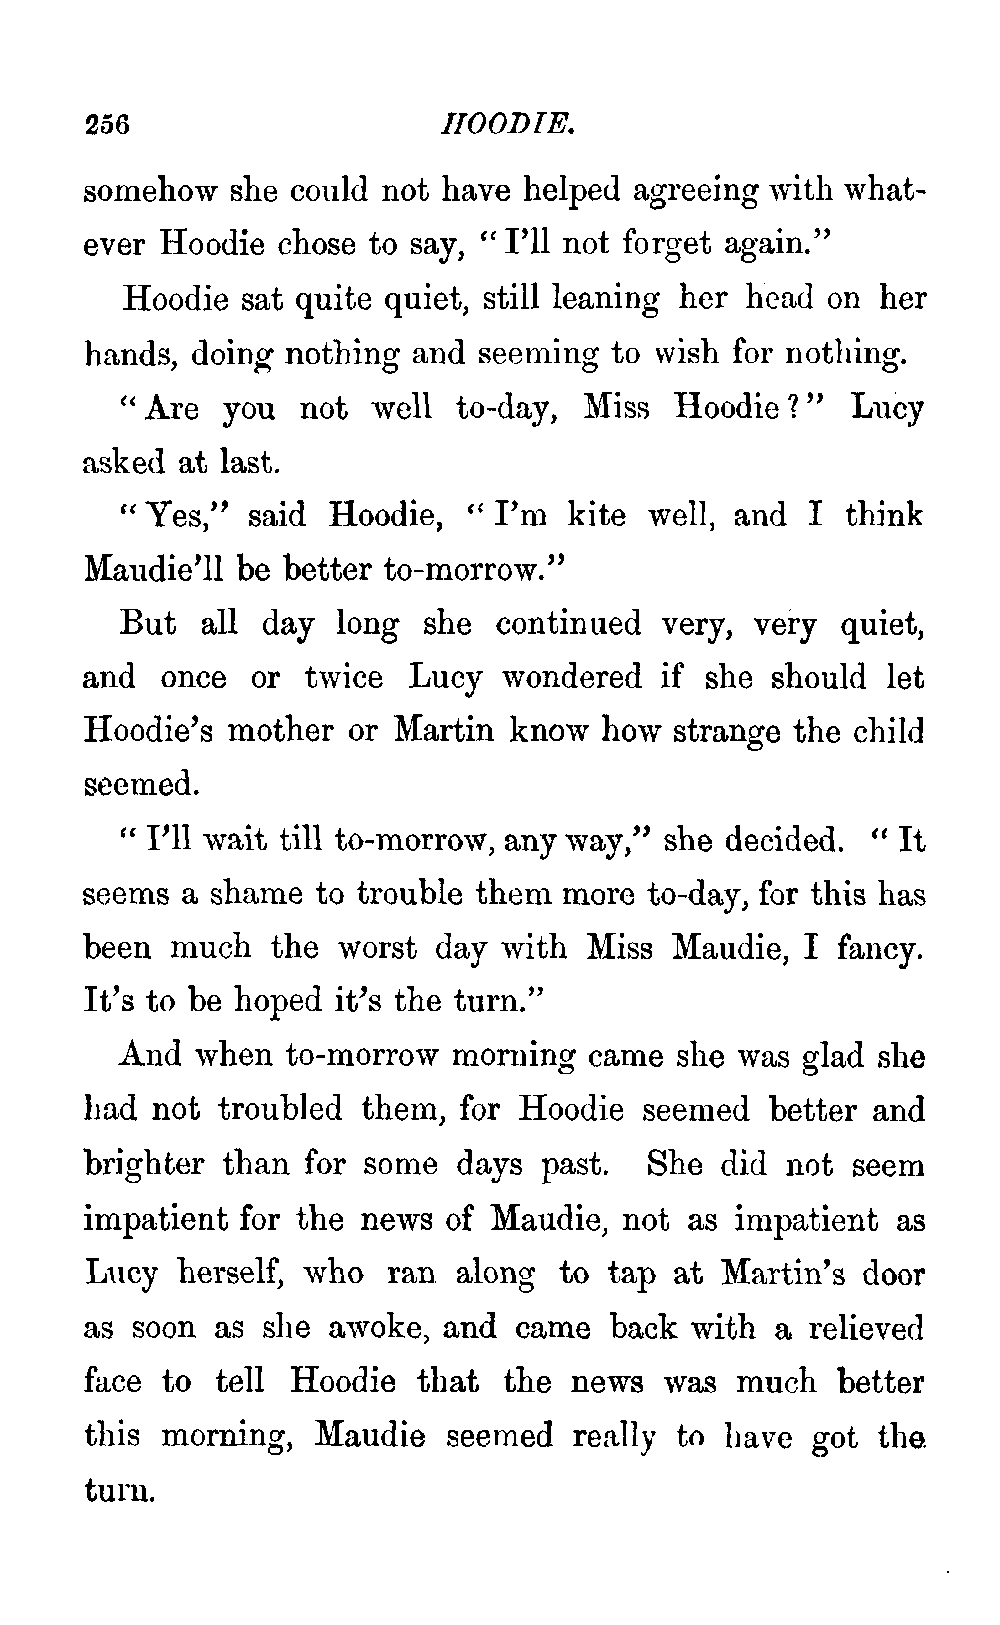 256 HOODIE.
somehow she could not have helped agreeing with what-
ever Hoodie chose to say, “I’ll not forget again.”
Hoodie sat quite quiet, still leaning her head on her
hands, doing nothing and seeming to wish for nothing.
“Are you not well to-day, Miss Hoodie?” Lucy
asked at last.
“Yes,” said Hoodie, “I’m kite well, and I think
Maudie’ll be better to-morrow.”
But all day long she continued very, very quiet,
and once or twice Lucy wondered if she should let
Hoodie’s mother or Martin know how strange the child
seemed.
“I’ll wait till to-morrow, any way,” she decided. “It
seems a shame to trouble them more to-day, for this has
been much the worst day with Miss Maudie, I fancy.
It’s to be hoped it’s the turn.”
And when to-morrow morning came she was glad she
had not troubled them, for Hoodie seemed better and
brighter than for some days past. She did not seem
impatient for the news of Maudie, not as impatient as
Lucy herself, who ran along to tap at Martin’s door
as soon as she awoke, and came back with a relieved
face to tell Hoodie that the news was much better
this morning, Maudie seemed really to have got the
turn.